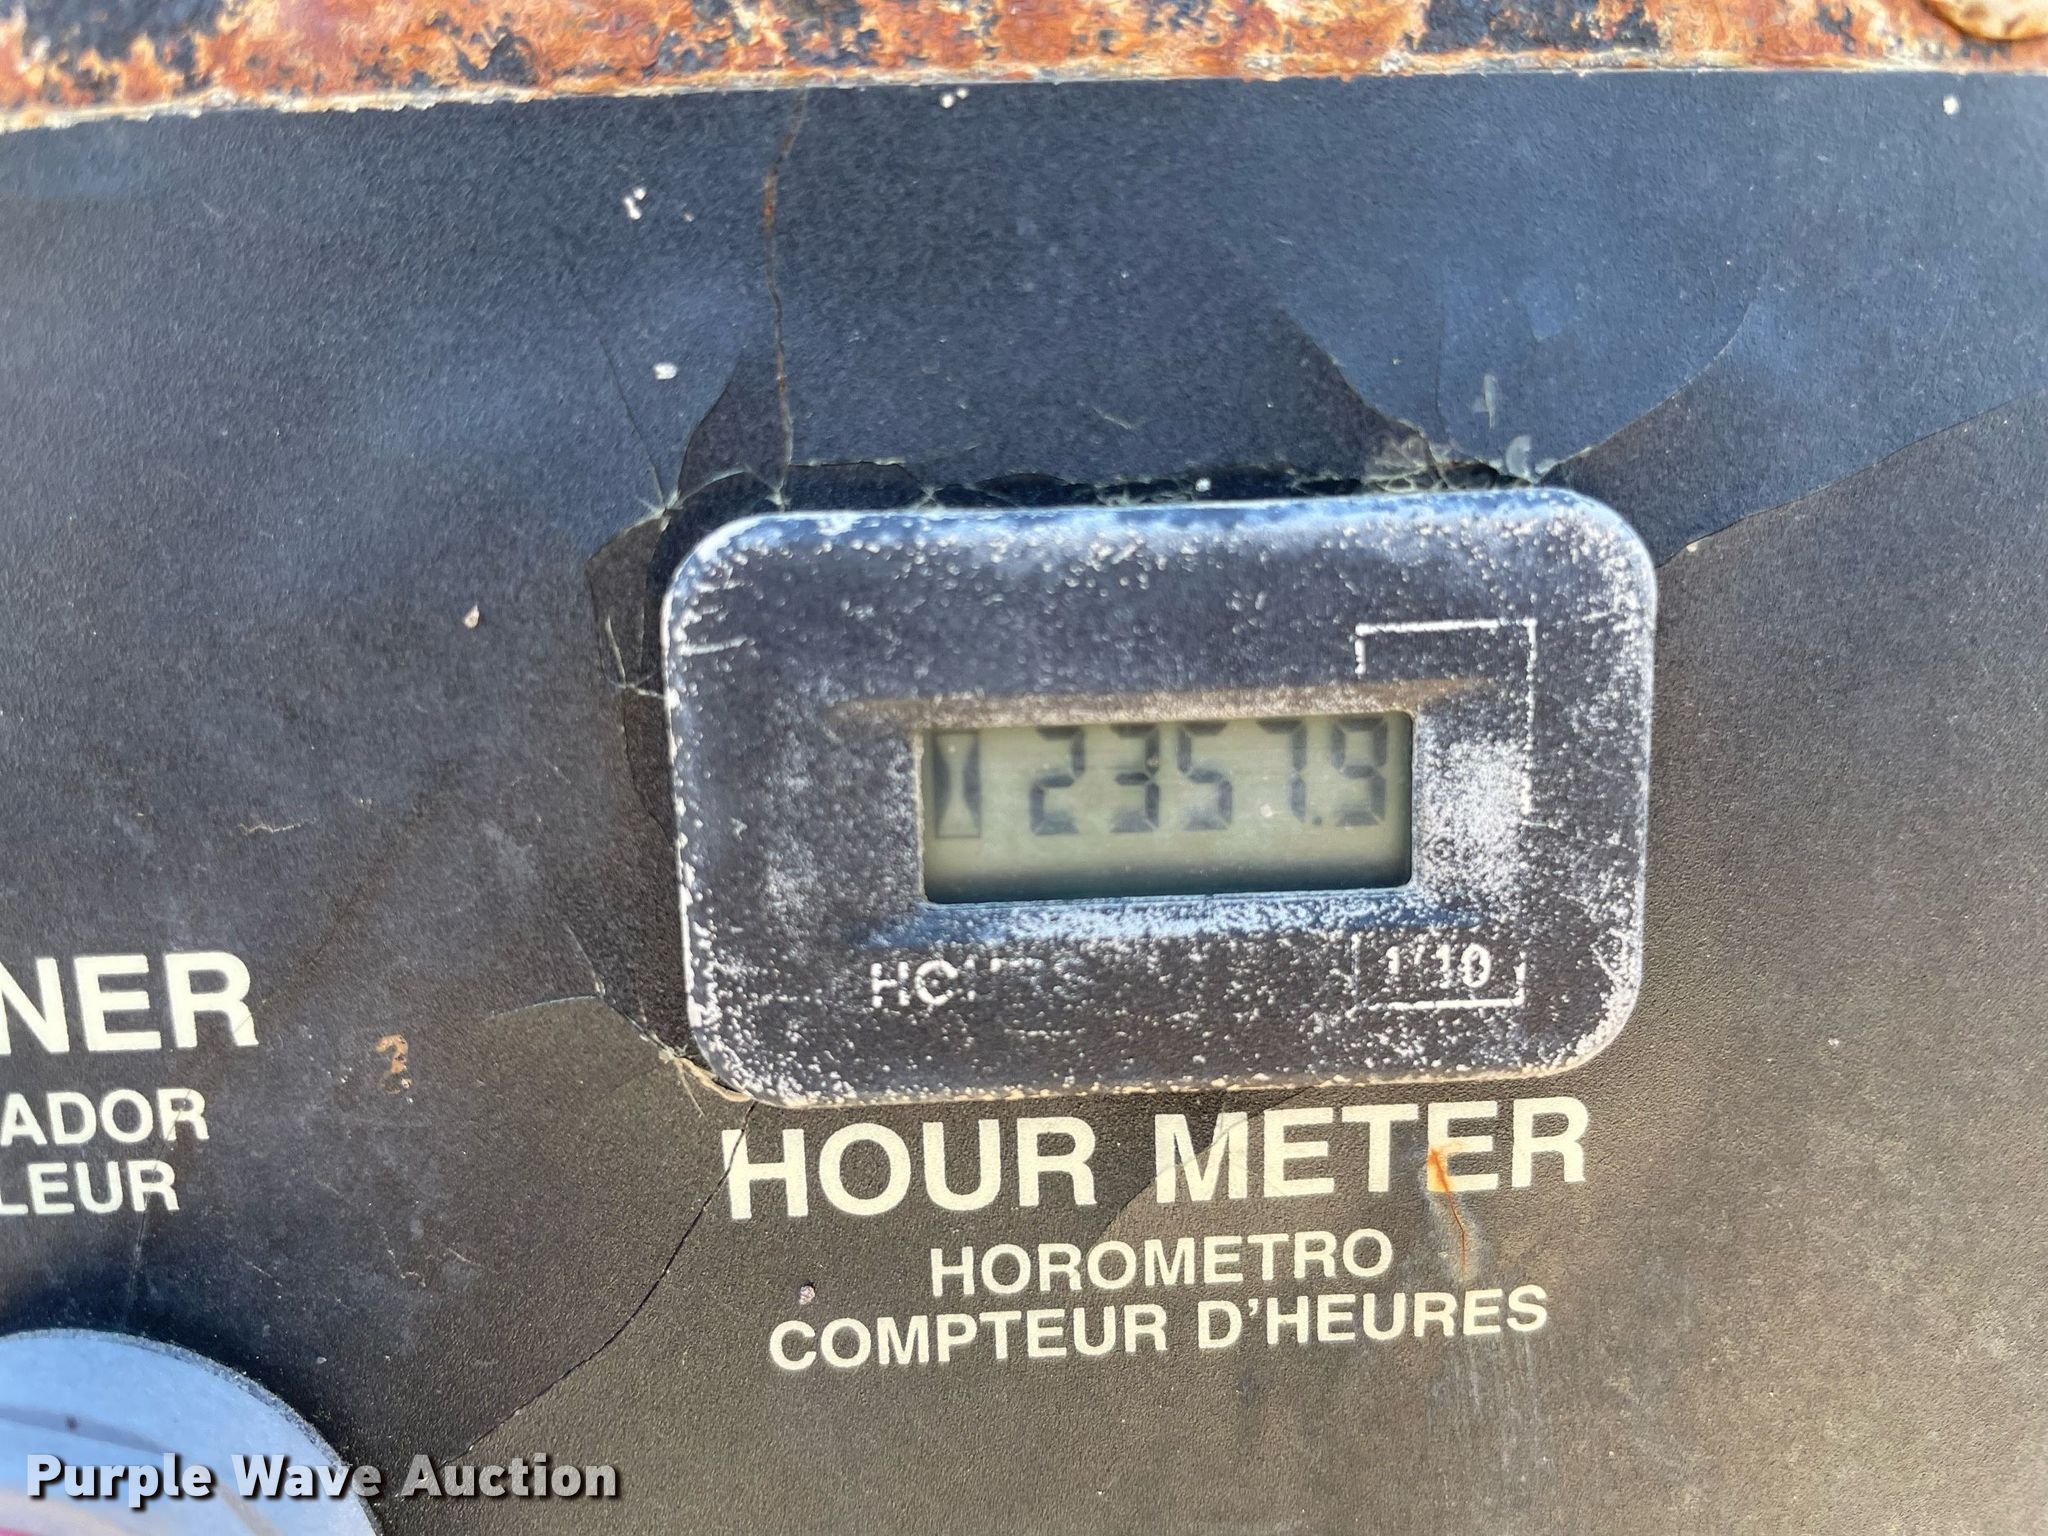 2357.9
1/10
NER
ADOR
LEUR
HOUR METER
HOROMETRO
COMPTEUR D'HEURES
Purple Wave Auction